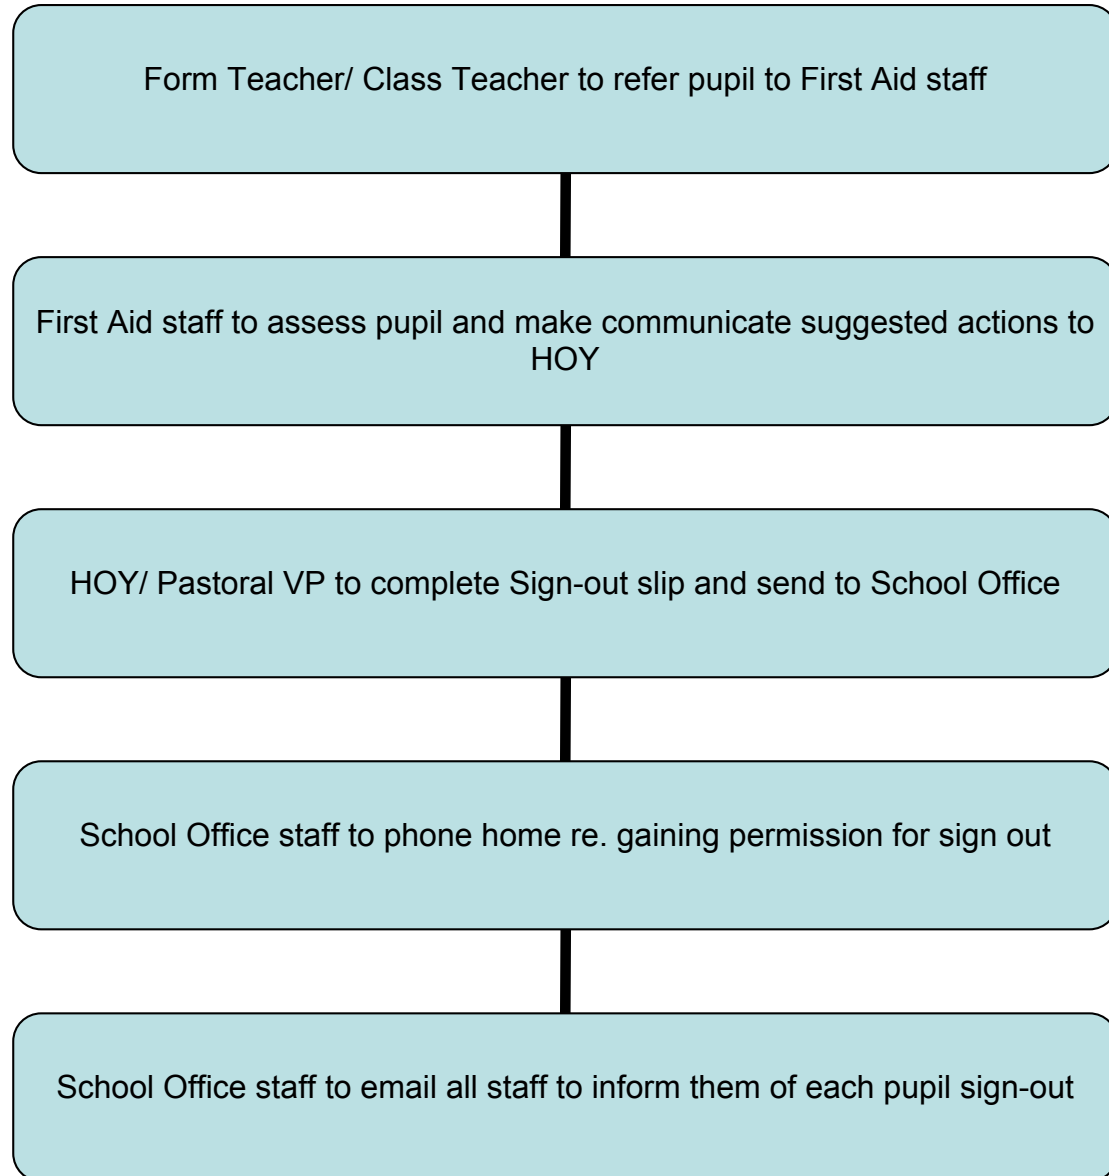 Form Teacher/ Class Teacher to refer pupil to First Aid staff
First Aid staff to assess pupil and make communicate suggested actions to
HOY
HOY/ Pastoral VP to complete Sign-out slip and send to School Office
School Office staff to phone home re. gaining permission for sign out
School Office staff to email all staff to inform them of each pupil sign-out